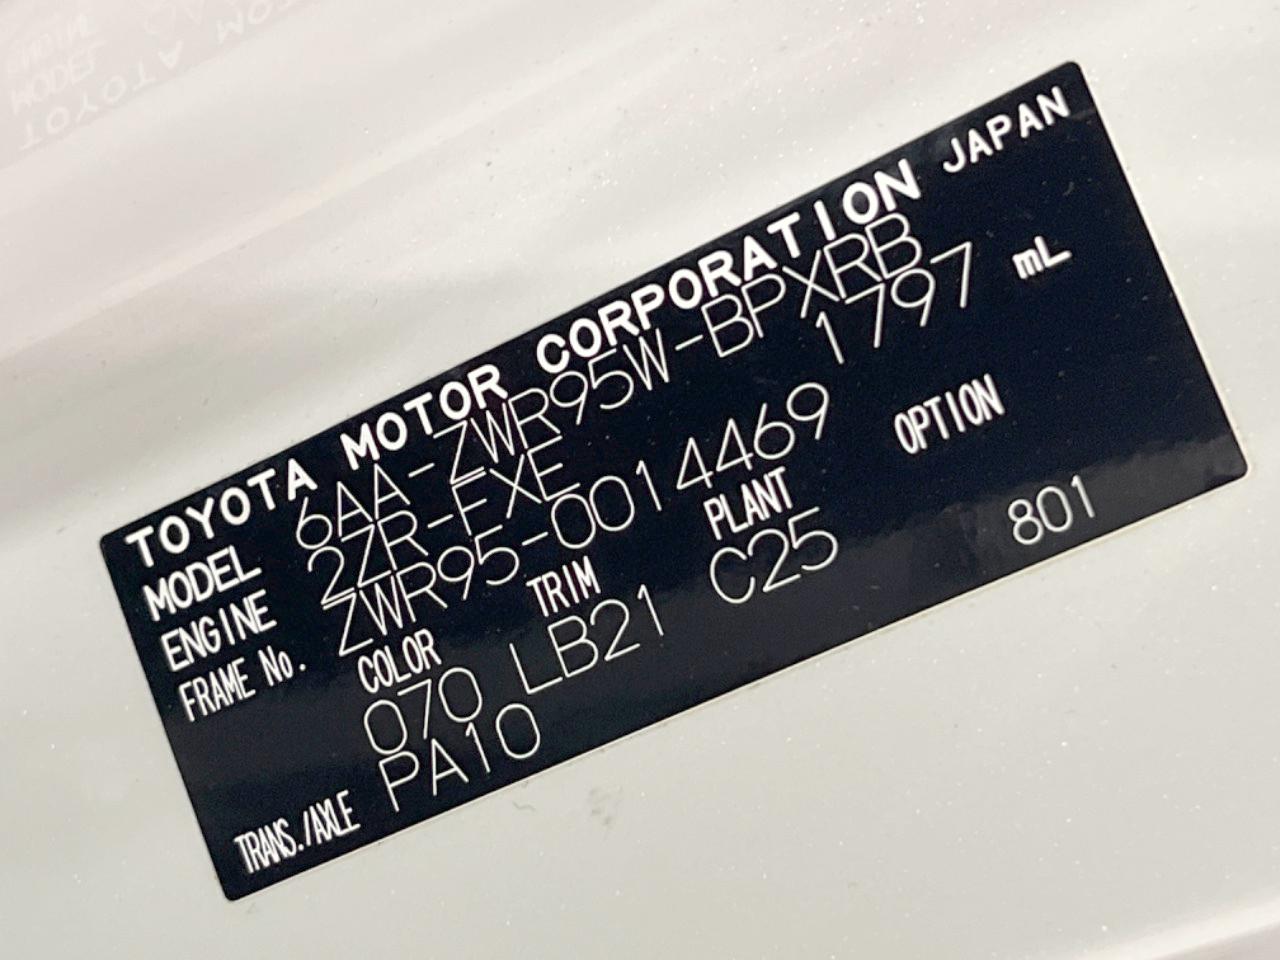 TOYOTA MOTOR CORPORATION JAPAN
MODEL 6AA-ZWR95W-BPXRB
ENGINE 2ZR-FXE 1797 mL
FRAME No. ZWR95-0014469
COLOR TRIM PLANT OPTION
070 LB21 C25 801
TRANS./AXLE PA10